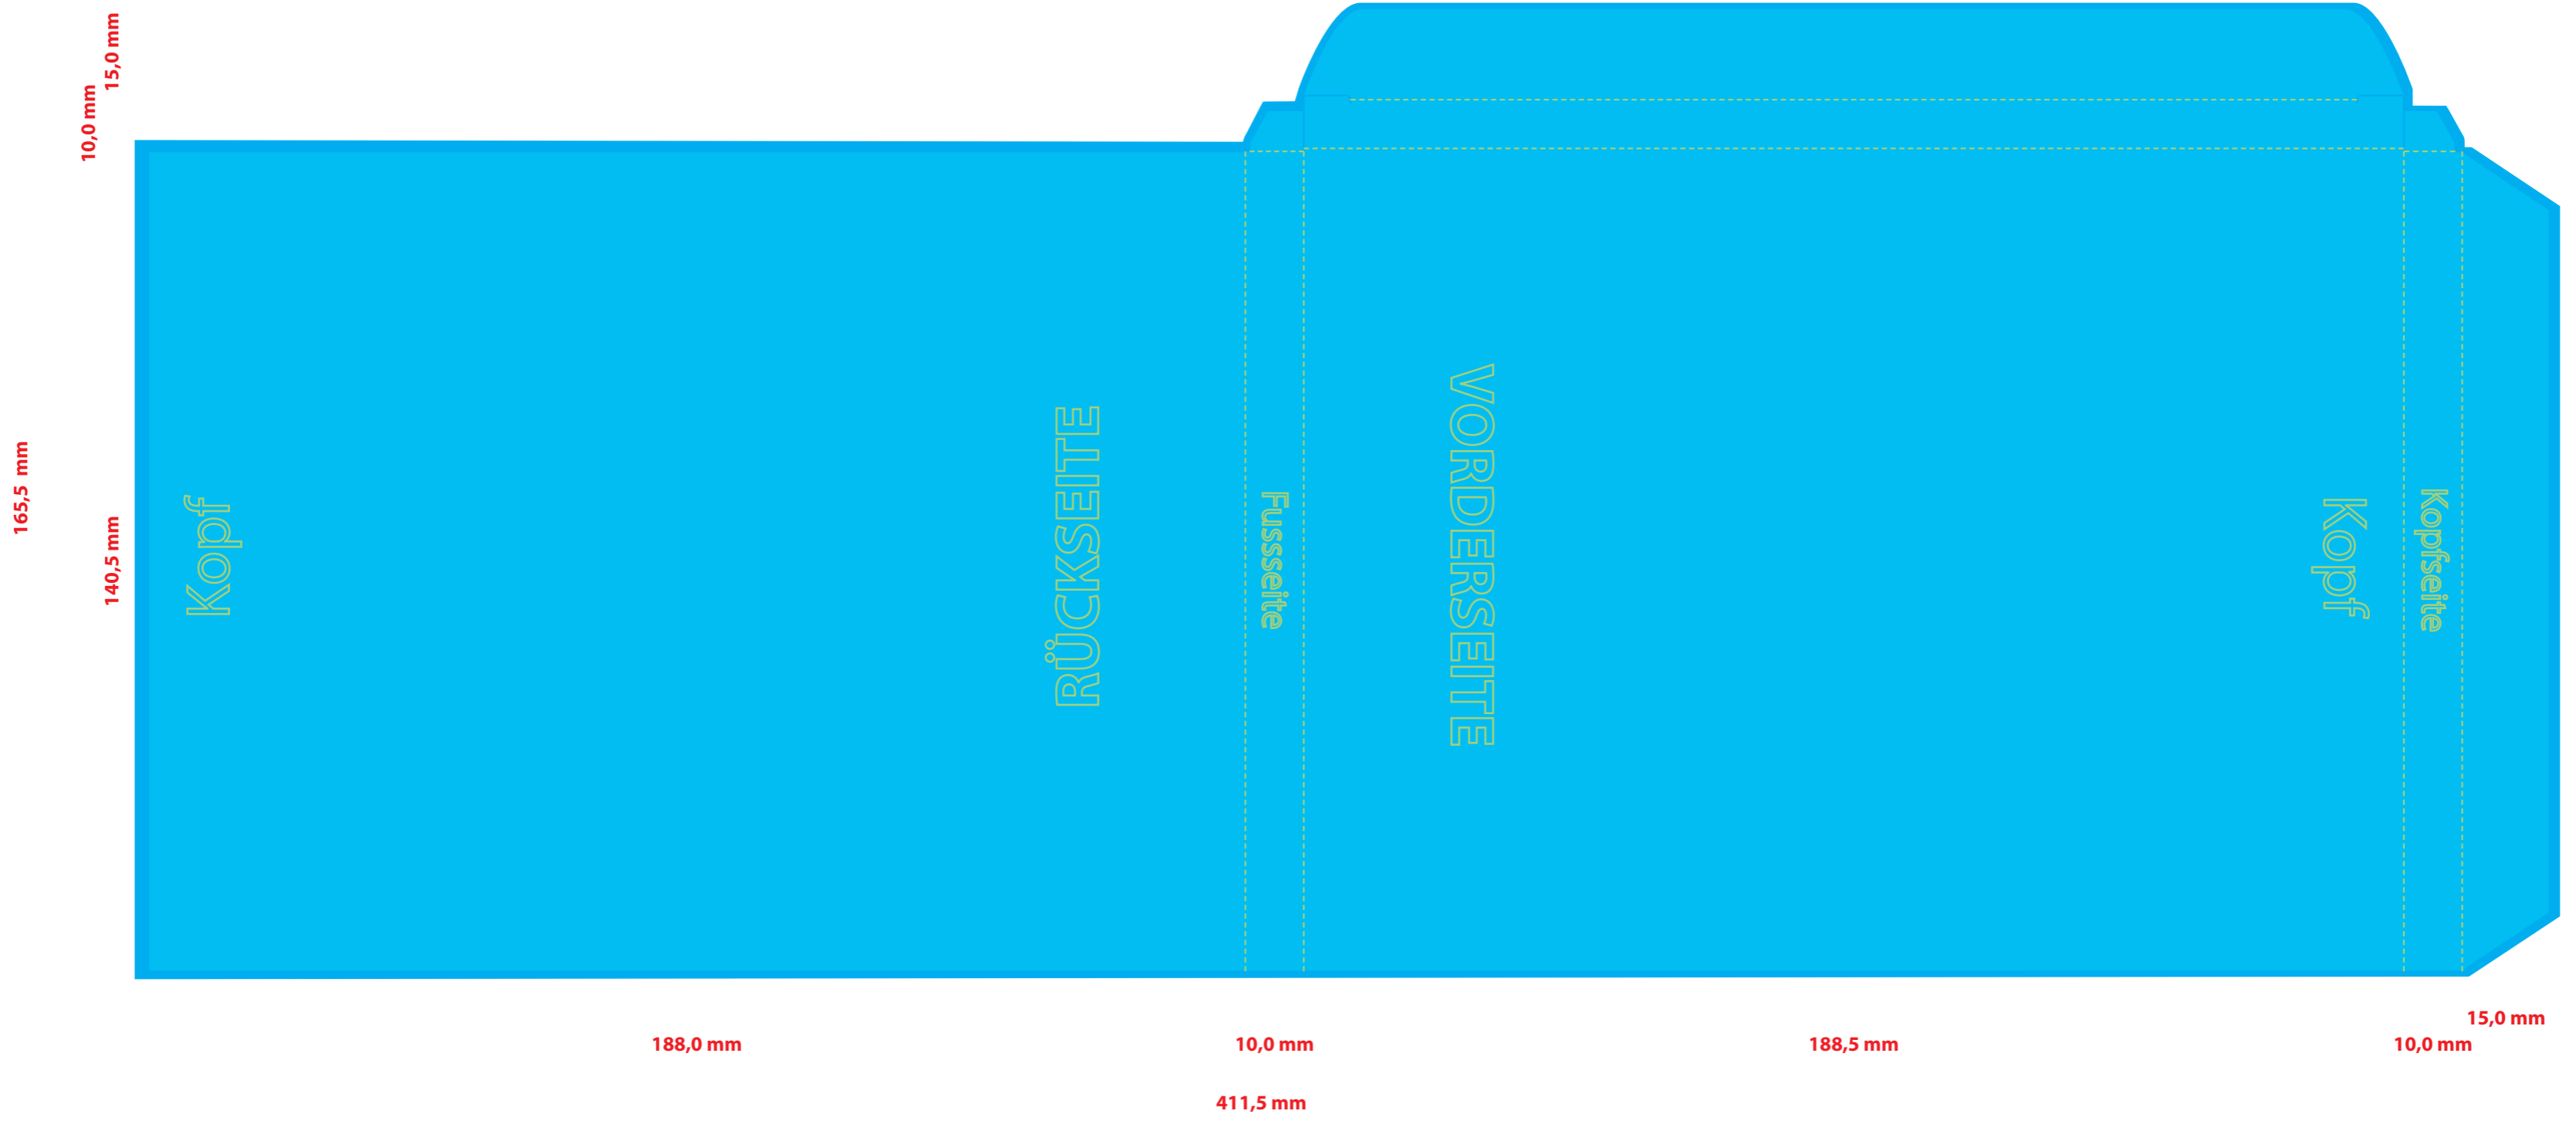 15,0 mm
10,0 mm
165,5 mm
140,5 mm
Kopf
RÜCKSEITE
Fussseite
VORDERSEITE
Kopf
Kopfseite
15,0 mm
188,0 mm
10,0 mm
188,5 mm
10,0 mm
411,5 mm